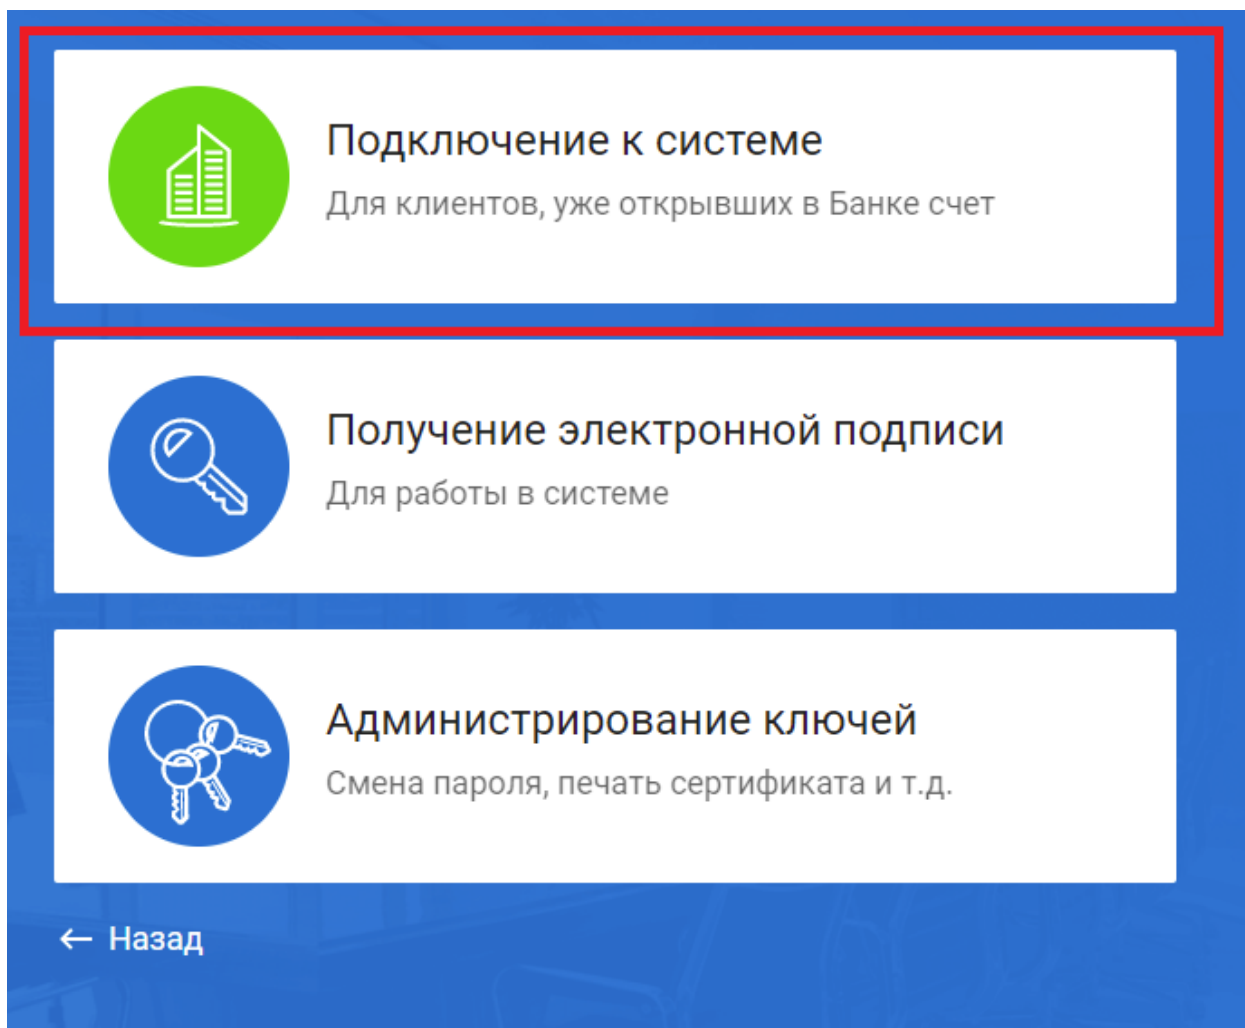 Подключение к системе
Для клиентов, уже открывших в Банке счет
Получение электронной подписи
Для работы в системе
Администрирование ключей
Смена пароля, печать сертификата и т.д.
← Назад